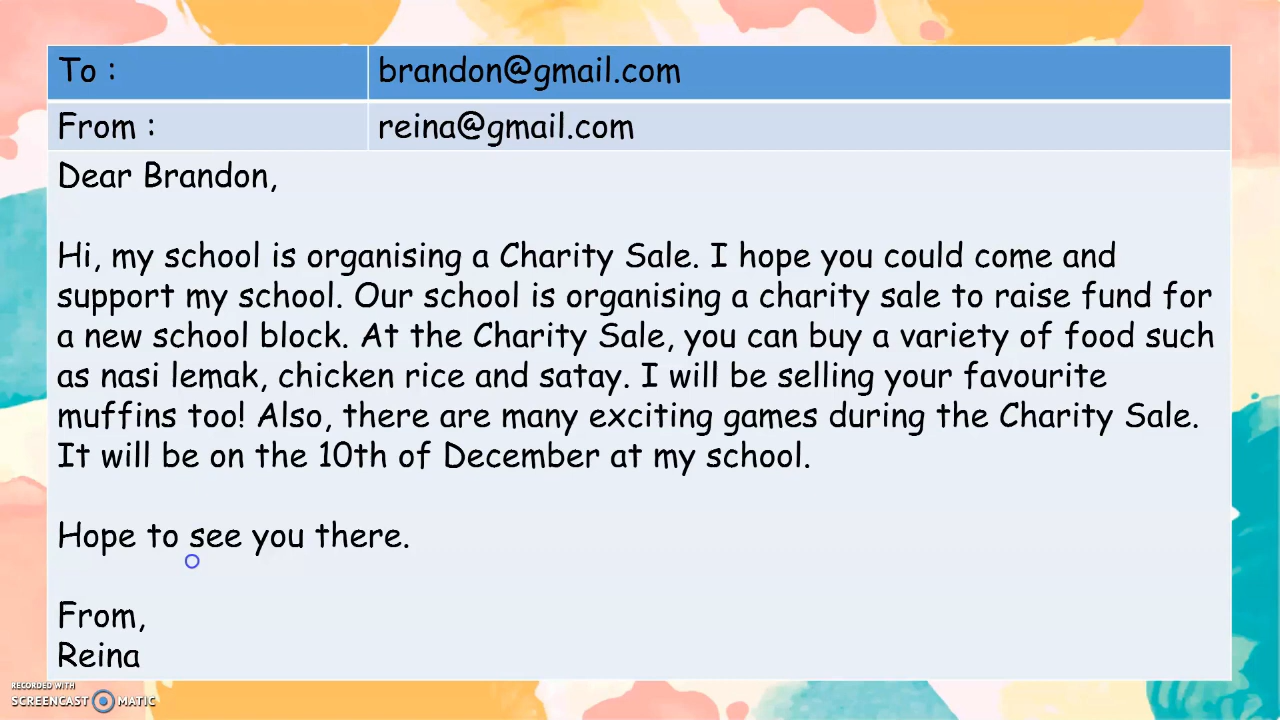 To :
brandon@gmail.com
From :
reina@gmail.com
Dear Brandon,
Hi, my school is organising a Charity Sale. I hope you could come and
support my school. Our school is organising a charity sale to raise fund for
a new school block. At the Charity Sale, you can buy a variety of food such
as nasi lemak, chicken rice and satay. I will be selling your favourite
muffins too! Also, there are many exciting games during the Charity Sale.
It will be on the 10th of December at my school.
Hope to see you there.
From,
Reina
RECORDED WITH
SCREENCAST MATIC